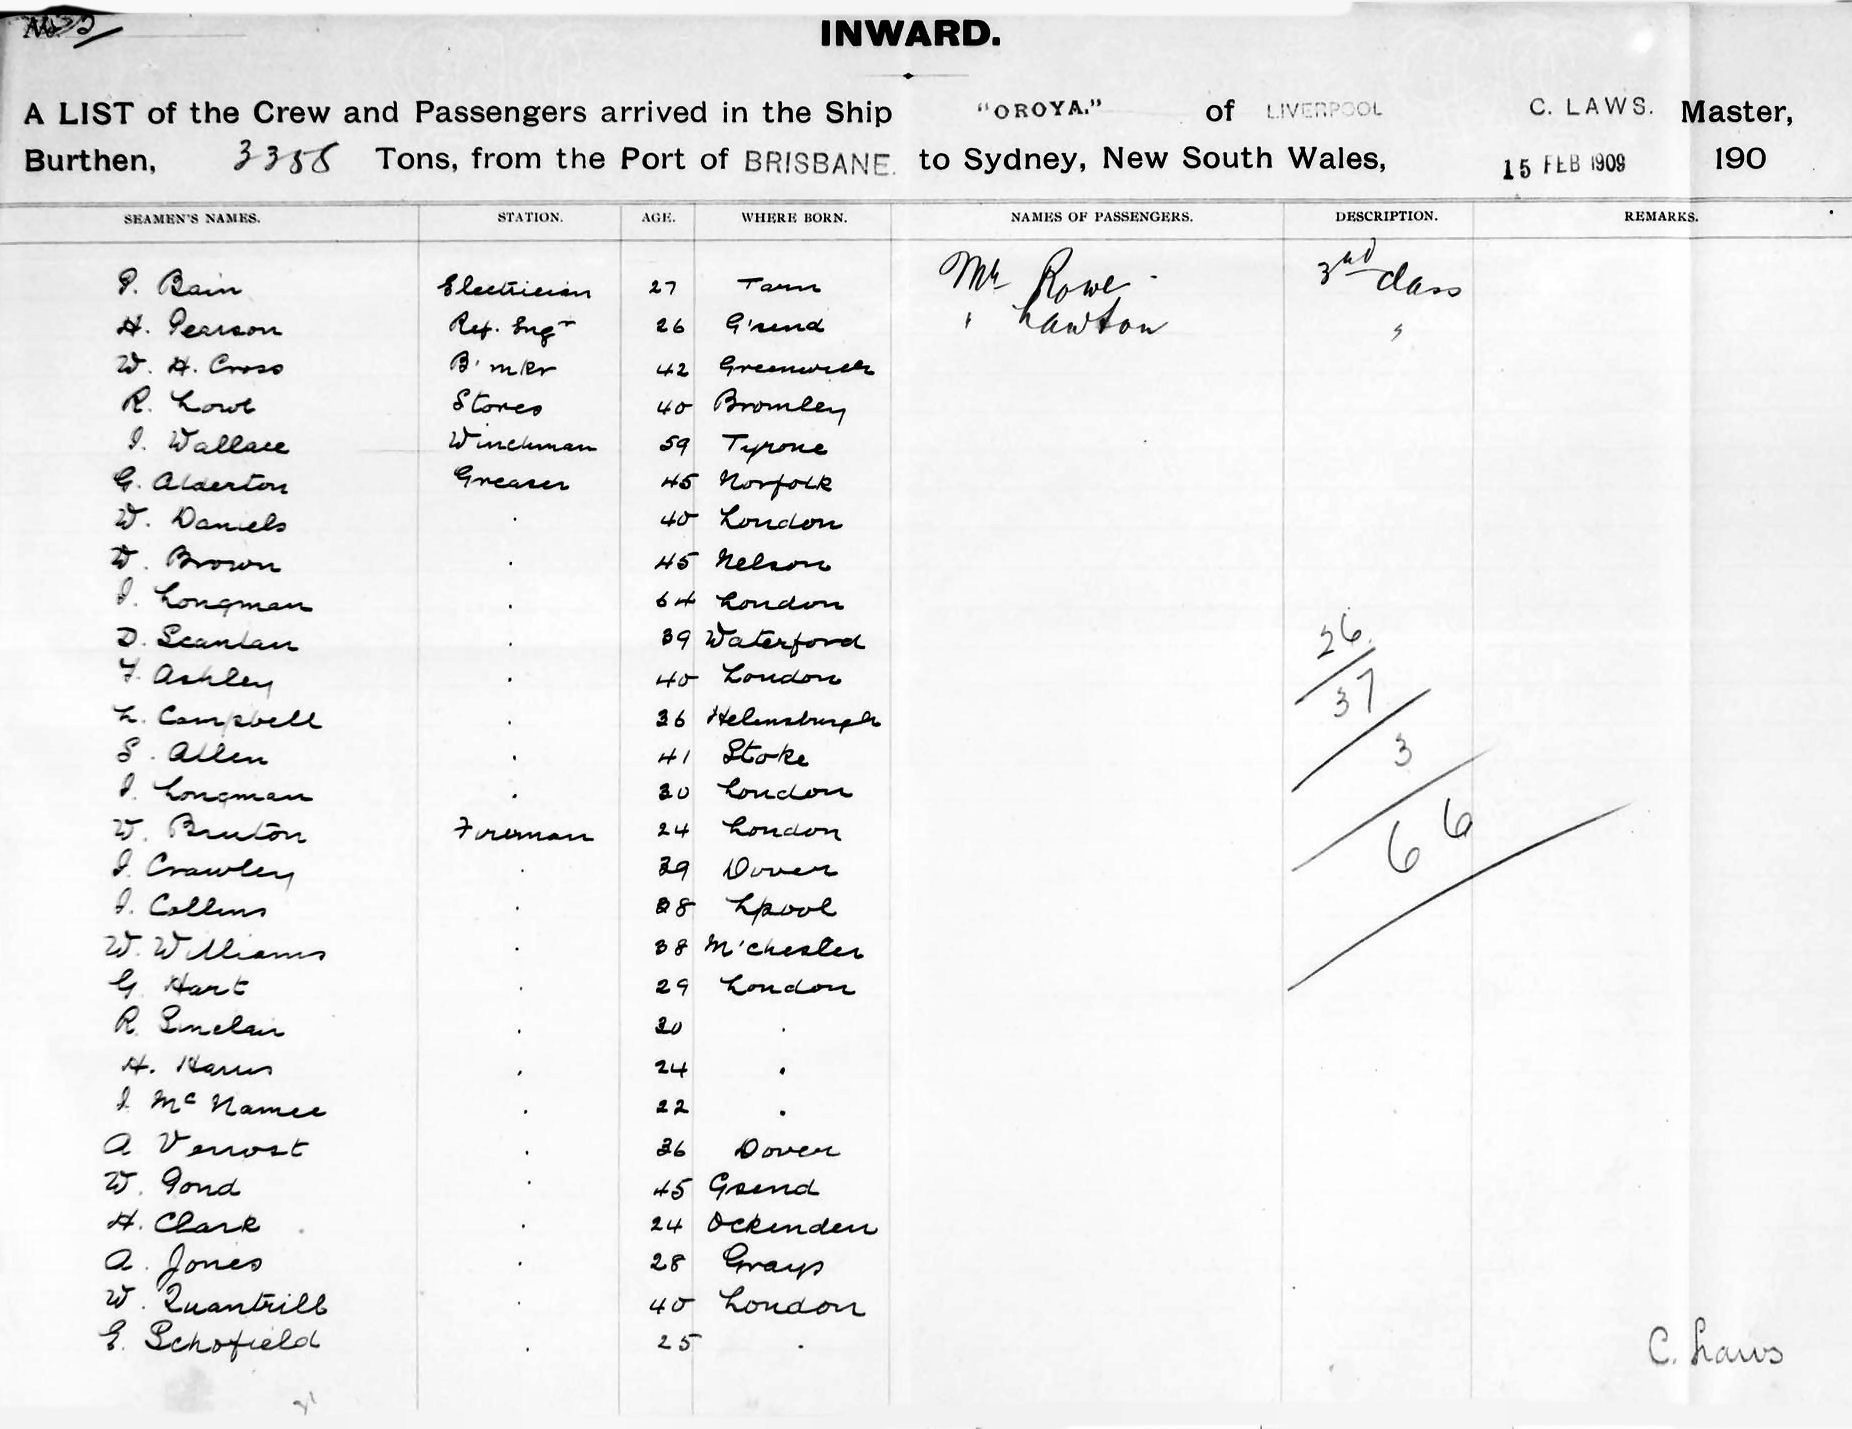 No. 32
INWARD.
A LIST of the Crew and Passengers arrived in the Ship "OROYA." of LIVERPOOL C. LAWS. Master,
Burthen, 3358 Tons, from the Port of BRISBANE. to Sydney, New South Wales, 15 FEB 1909 190
SEAMEN'S NAMES. STATION. AGE. WHERE BORN. NAMES OF PASSENGERS. DESCRIPTION. REMARKS.
Bain Electrician 27 Mr Rowe 3rd class
H. Pearson Ref. Engr 26 G'send " Lawton "
W. H. Cross B'mkr 42 Greenwich
R. Lowe Stores 40 Bromley
J. Wallace Winchman 59 Tyrone
G. Alderton Greaser 45 Norfolk
W. Daniels " 40 London
W. Brown " 45 Nelson
J. Longman " 64 London
D. Scanlan " 39 Waterford
F. Ashley " 40 London
L. Campbell " 36 Helensburgh
S. Allen " 41 Stoke
J. Longman " 30 London
W. Bruton Fireman 24 London
J. Crawley " 39 Dover
J. Collins " 38 Lpool
W. Williams " 38 M'chester
G. Hart " 29 London
R. Sinclair " 30 "
H. Harris " 24 "
J. McNamee " 22 "
A Verrost " 36 Dover
W. Pond " 45 Gsend
H. Clark " 24 Ockenden
A. Jones " 28 Grays
W. Quantrill " 40 London
E. Schofield " 25 "
26
37
3
66
C. Laws